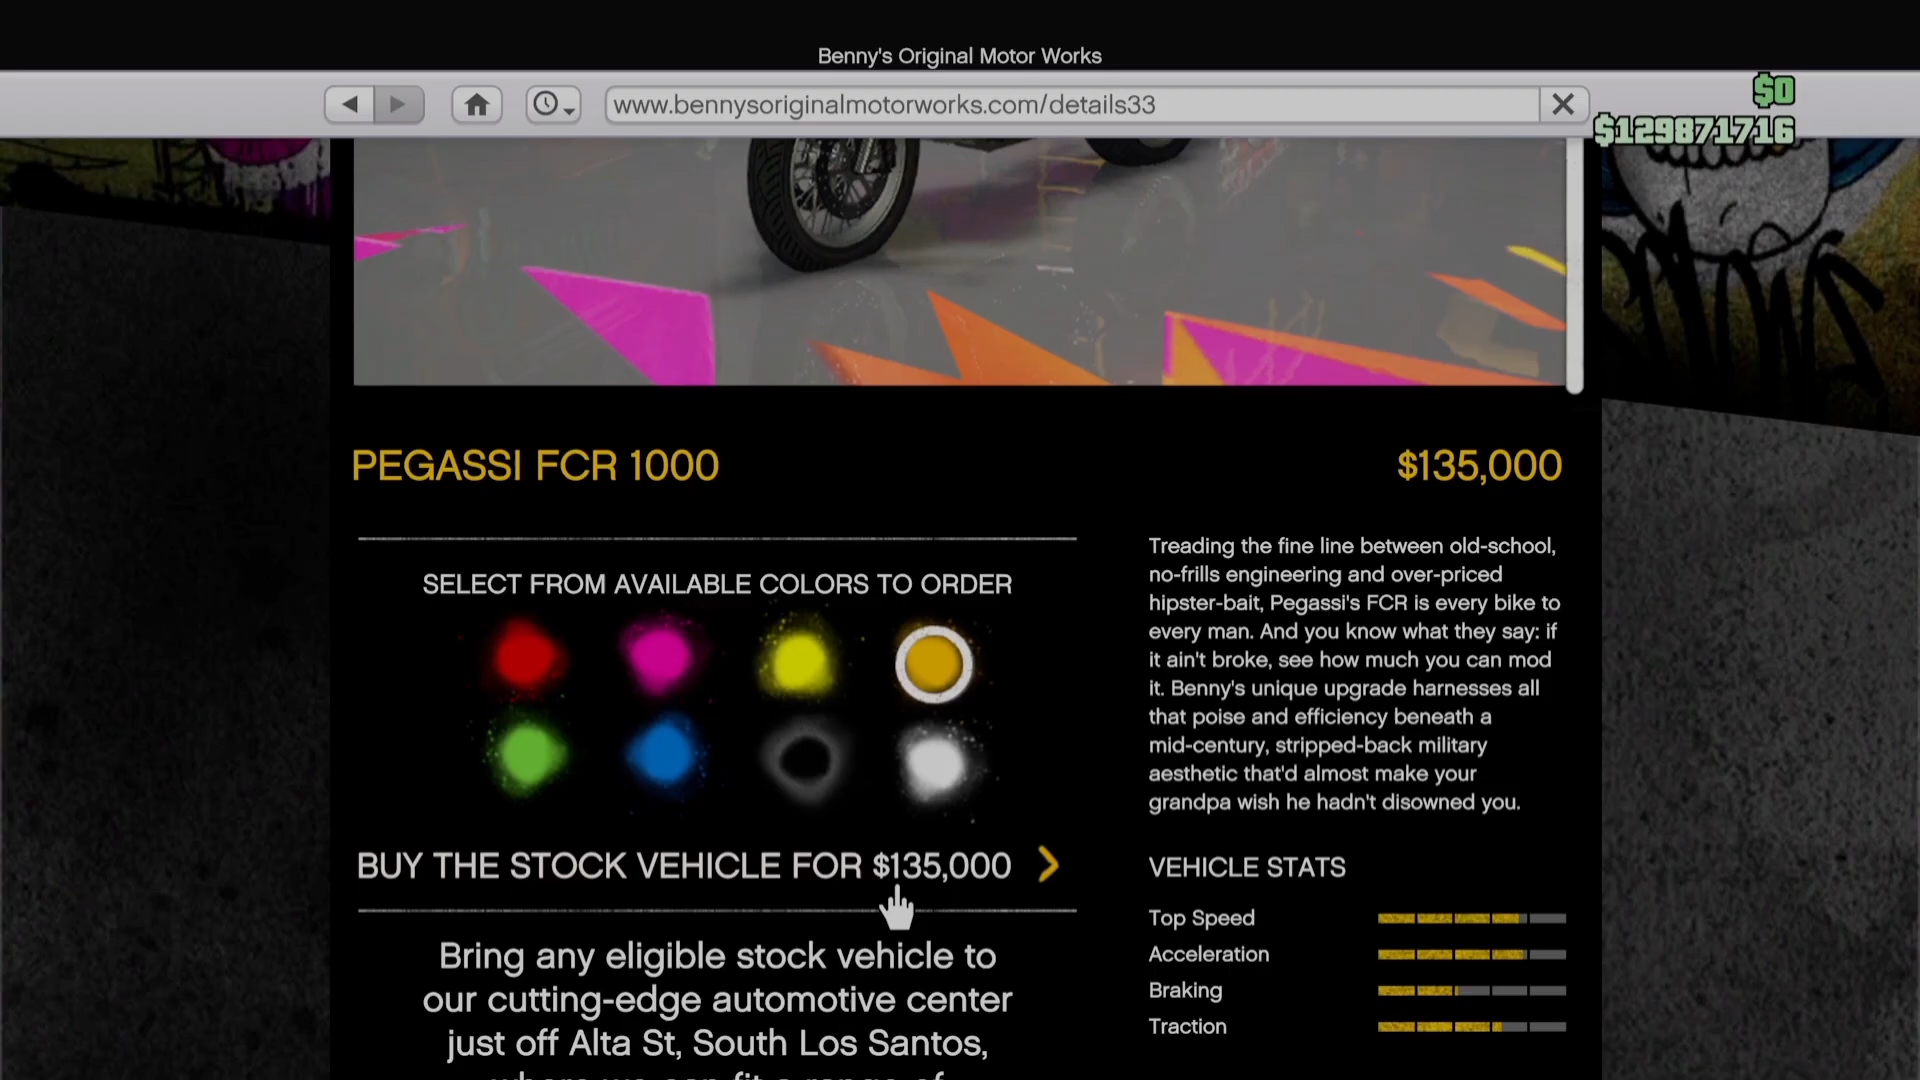 Benny's Original Motor Works
www.bennysoriginalmotorworks.com/details33
$0
$129871716
PEGASSI FCR 1000
$135,000
SELECT FROM AVAILABLE COLORS TO ORDER
BUY THE STOCK VEHICLE FOR $135,000
Bring any eligible stock vehicle to
our cutting-edge automotive center
just off Alta St, South Los Santos,
Treading the fine line between old-school,
no-frills engineering and over-priced
hipster-bait, Pegassi's FCR is every bike to
every man. And you know what they say: if
it ain't broke, see how much you can mod
it. Benny's unique upgrade harnesses all
that poise and efficiency beneath a
mid-century, stripped-back military
aesthetic that'd almost make your
grandpa wish he hadn't disowned you.
VEHICLE STATS
Top Speed
Acceleration
Braking
Traction